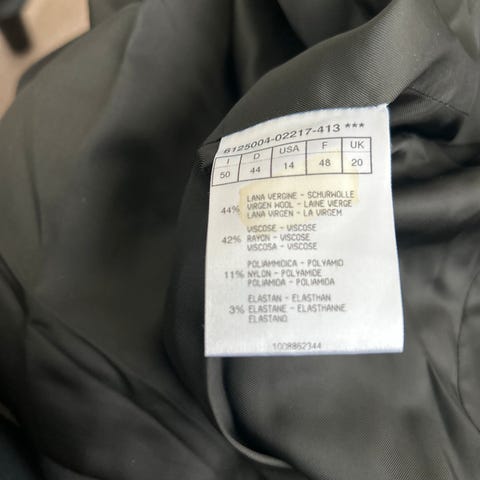 6125004-02217-413 ***
I D USA F UK
50 44 14 48 20
LANA VERGINE - SCHURWOLLE
44% VIRGEN WOOL - LAINE VIERGE
LANA VIRGEN - LA VIRGEM
VISCOSE - VISCOSE
42% RAYON - VISCOSE
VISCOSA - VISCOSE
POLIAMMIDICA - POLYAMID
11% NYLON - POLYAMIDE
POLIAMIDA - POLIAMIDA
ELASTAN - ELASTHAN
3% ELASTANE - ELASTHANNE
ELASTANO
1008862344